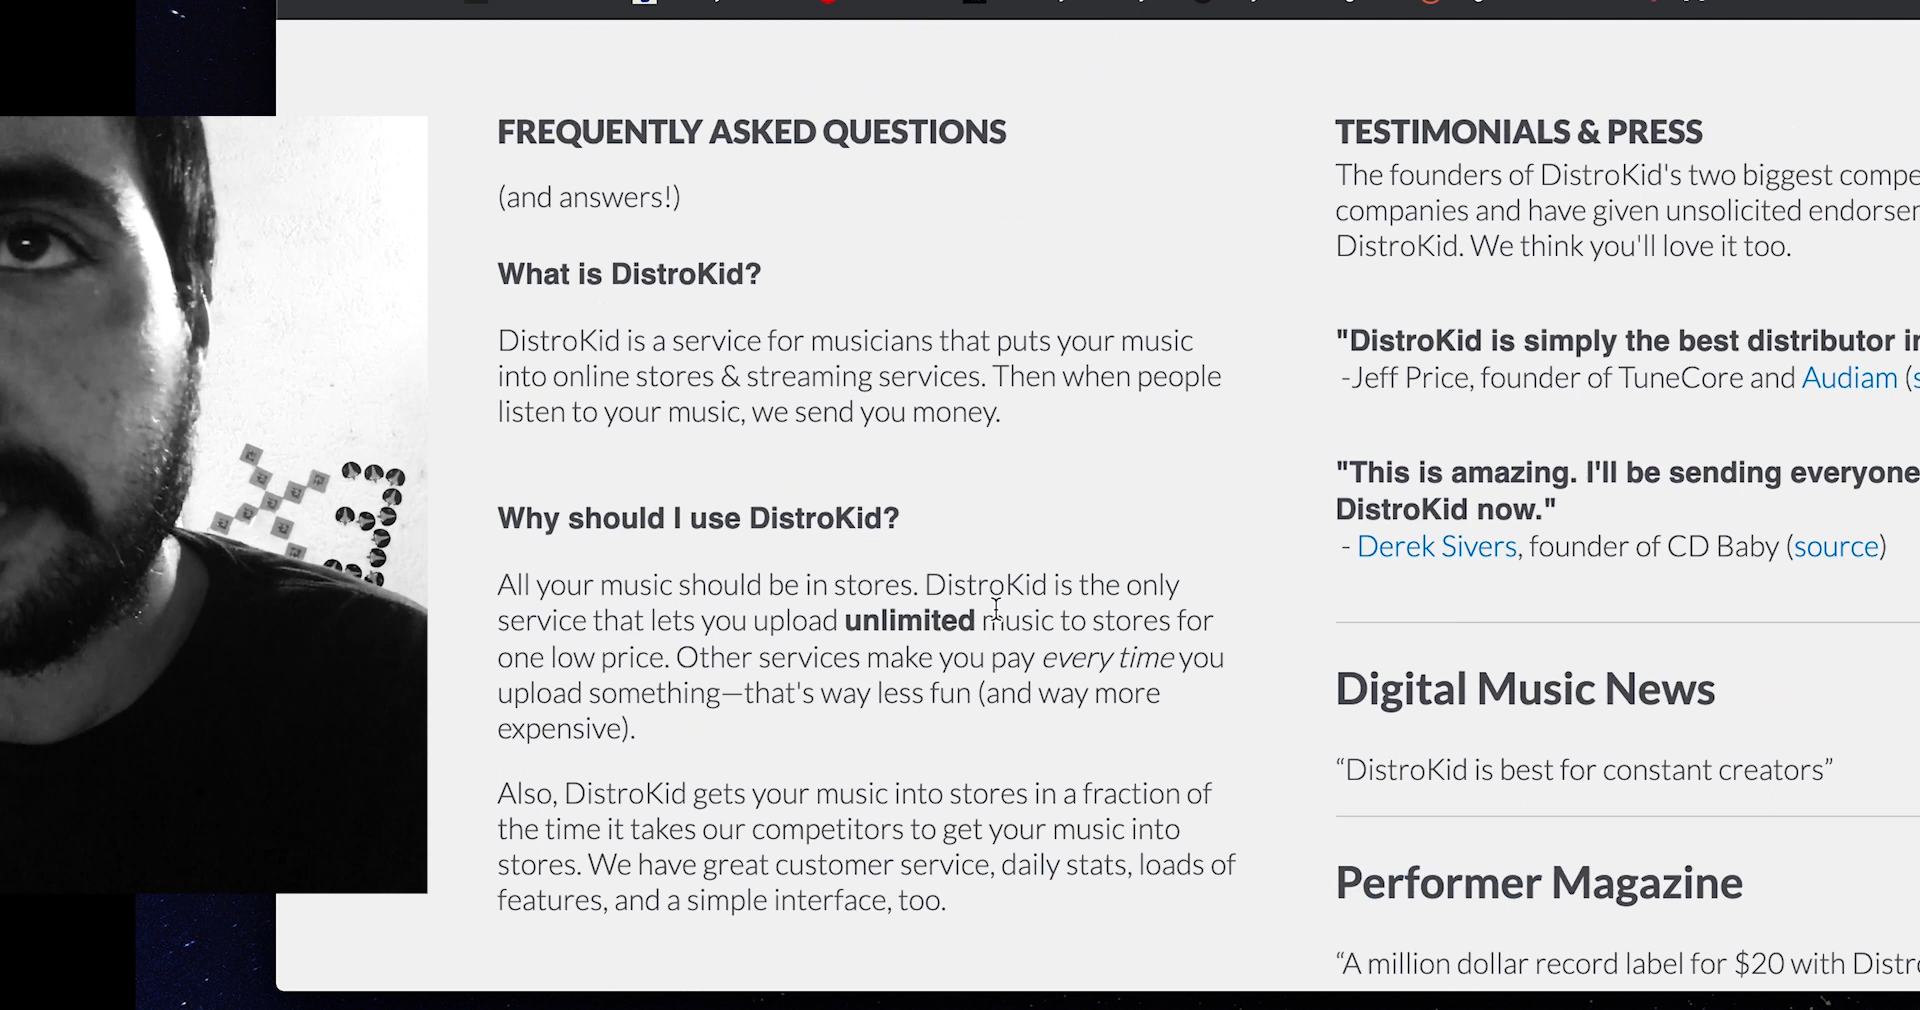 FREQUENTLY ASKED QUESTIONS
(and answers!)
What is DistroKid?
DistroKid is a service for musicians that puts your music
into online stores & streaming services. Then when people
listen to your music, we send you money.
Why should I use DistroKid?
All your music should be in stores. DistroKid is the only
service that lets you upload unlimited music to stores for
one low price. Other services make you pay every time you
upload something—that's way less fun (and way more
expensive).
Also, DistroKid gets your music into stores in a fraction of
the time it takes our competitors to get your music into
stores. We have great customer service, daily stats, loads of
features, and a simple interface, too.
TESTIMONIALS & PRESS
The founders of DistroKid's two biggest
companies and have given unsolicited
DistroKid. We think you'll love it too.
"DistroKid is simply the best distributor
-Jeff Price, founder of TuneCore and Audiam (
"This is amazing. I'll be sending everyone
DistroKid now."
- Derek Sivers, founder of CD Baby (source)
Digital Music News
“DistroKid is best for constant creators”
Performer Magazine
“A million dollar record label for $20 with